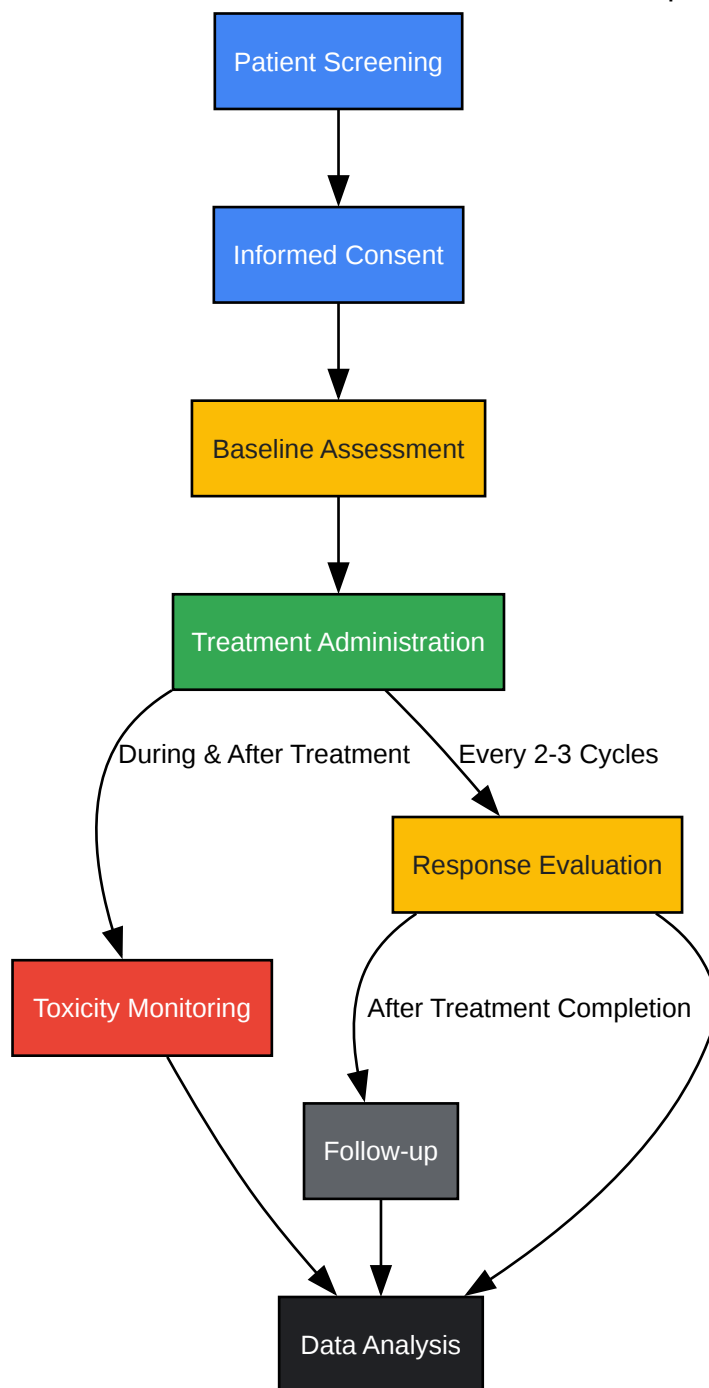 Patient Screening
Informed Consent
Baseline Assessment
Treatment Administration
During & After Treatment
Every 2-3 Cycles
Response Evaluation
Toxicity Monitoring
After Treatment Completion
Follow-up
Data Analysis